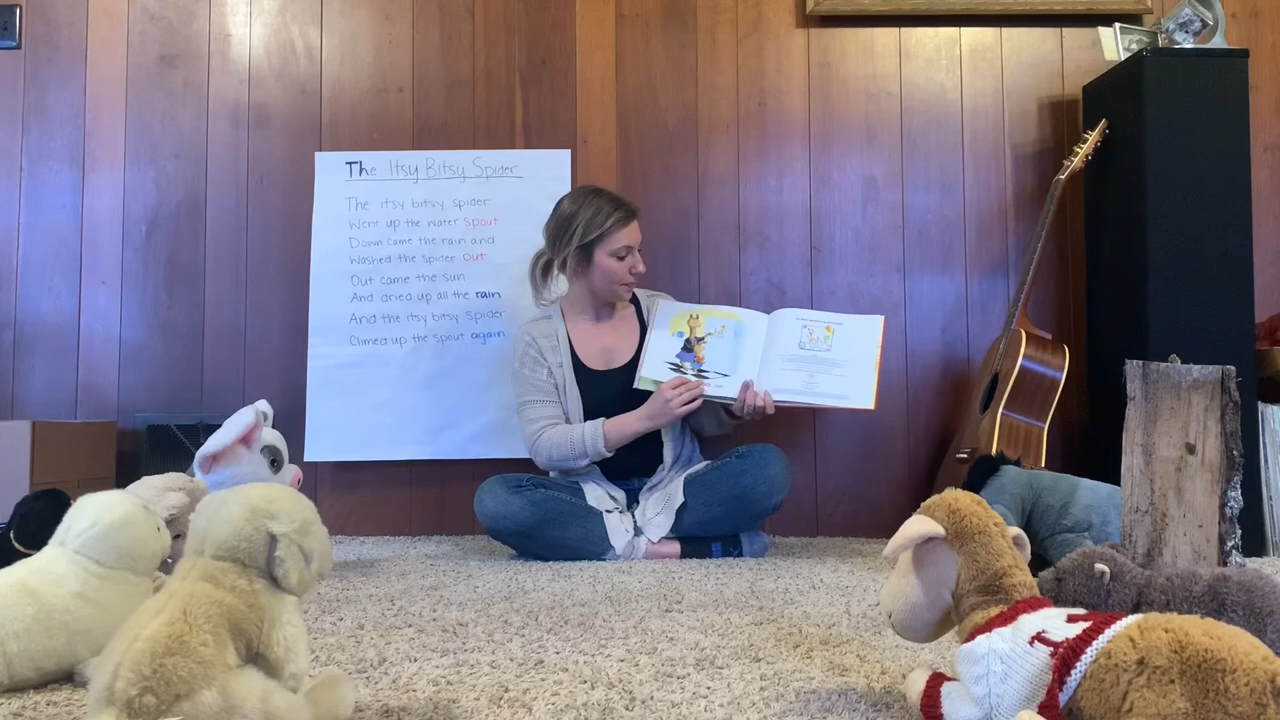 The Itsy Bitsy Spider
The itsy bitsy spider
Went up the water Spout
Down came the rain and
Washed the spider out
Out came the sun
And dried up all the rain
And the itsy bitsy spider
Climed up the spout again